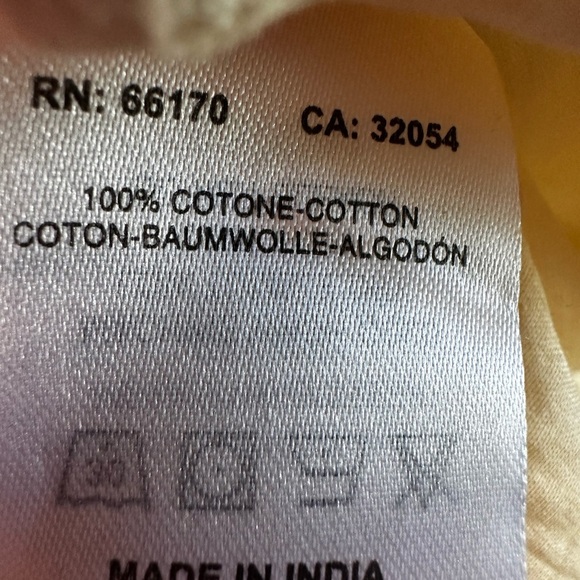 RN: 66170 CA: 32054
100% COTONE-COTTON
COTON-BAUMWOLLE-ALGODÓN
30
MADE IN INDIA